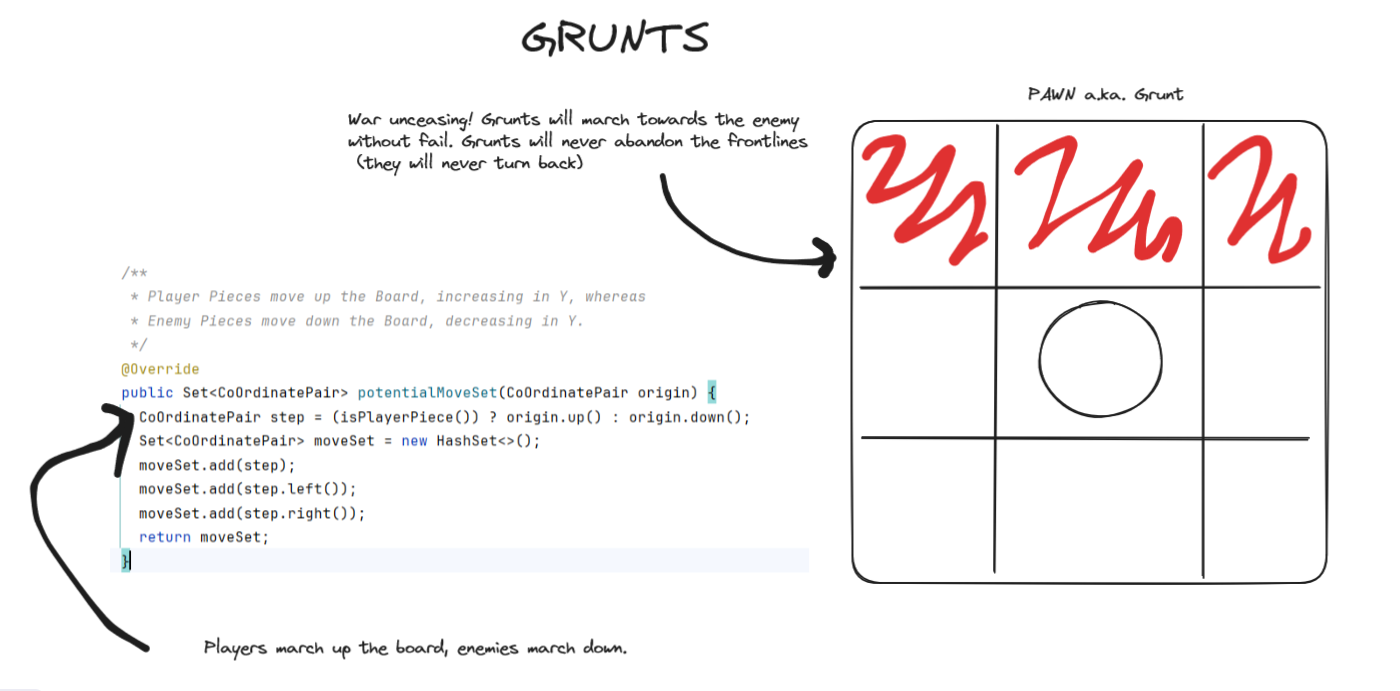 GRUNTS
War unceasing! Grunts will march towards the enemy
without fail. Grunts will never abandon the frontlines
(they will never turn back)
PAWN a.k.a. Grunt
/**
* Player Pieces move up the Board, increasing in Y, whereas
* Enemy Pieces move down the Board, decreasing in Y.
*/
@Override
public Set<CoOrdinatePair> potentialMoveSet(CoOrdinatePair origin) {
CoOrdinatePair step = (isPlayerPiece()) ? origin.up() : origin.down();
Set<CoOrdinatePair> moveSet = new HashSet<>();
moveSet.add(step);
moveSet.add(step.left());
moveSet.add(step.right());
return moveSet;
}
Players march up the board, enemies march down.